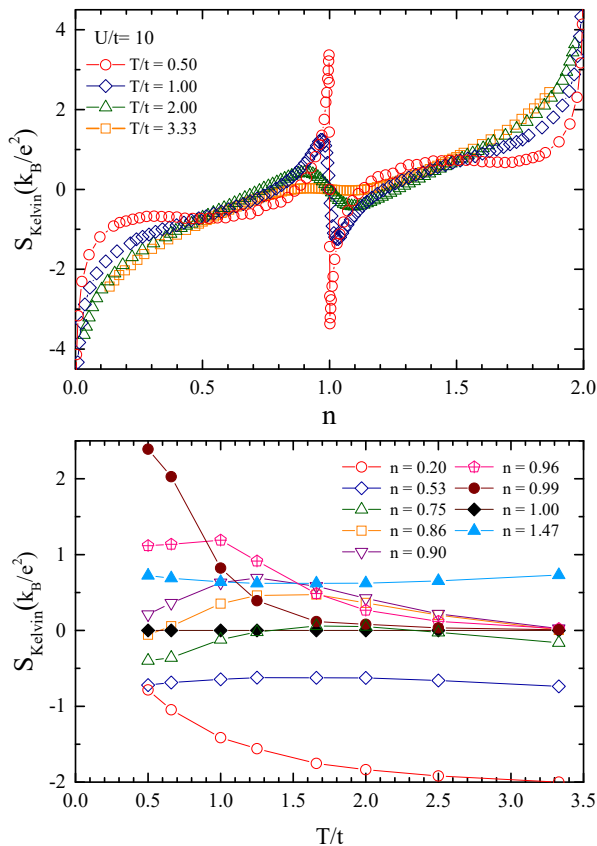 U/t= 10
T/t = 0.50
T/t = 1.00
T/t = 2.00
T/t = 3.33
S_Kelvin(k_B/e²)
4
2
0
-2
-4
0.0 0.5 1.0 1.5 2.0
n
n = 0.20 n = 0.96
n = 0.53 n = 0.99
n = 0.75 n = 1.00
n = 0.86 n = 1.47
n = 0.90
S_Kelvin(k_B/e²)
2
1
0
-1
-2
0.0 0.5 1.0 1.5 2.0 2.5 3.0 3.5
T/t